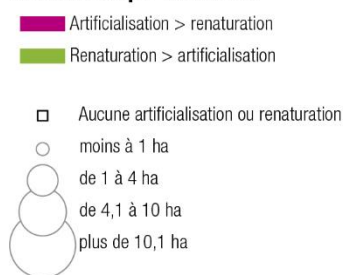 Artificialisation > renaturation
Renaturation > artificialisation
Aucune artificialisation ou renaturation
moins à 1 ha
de 1 à 4 ha
de 4,1 à 10 ha
plus de 10,1 ha